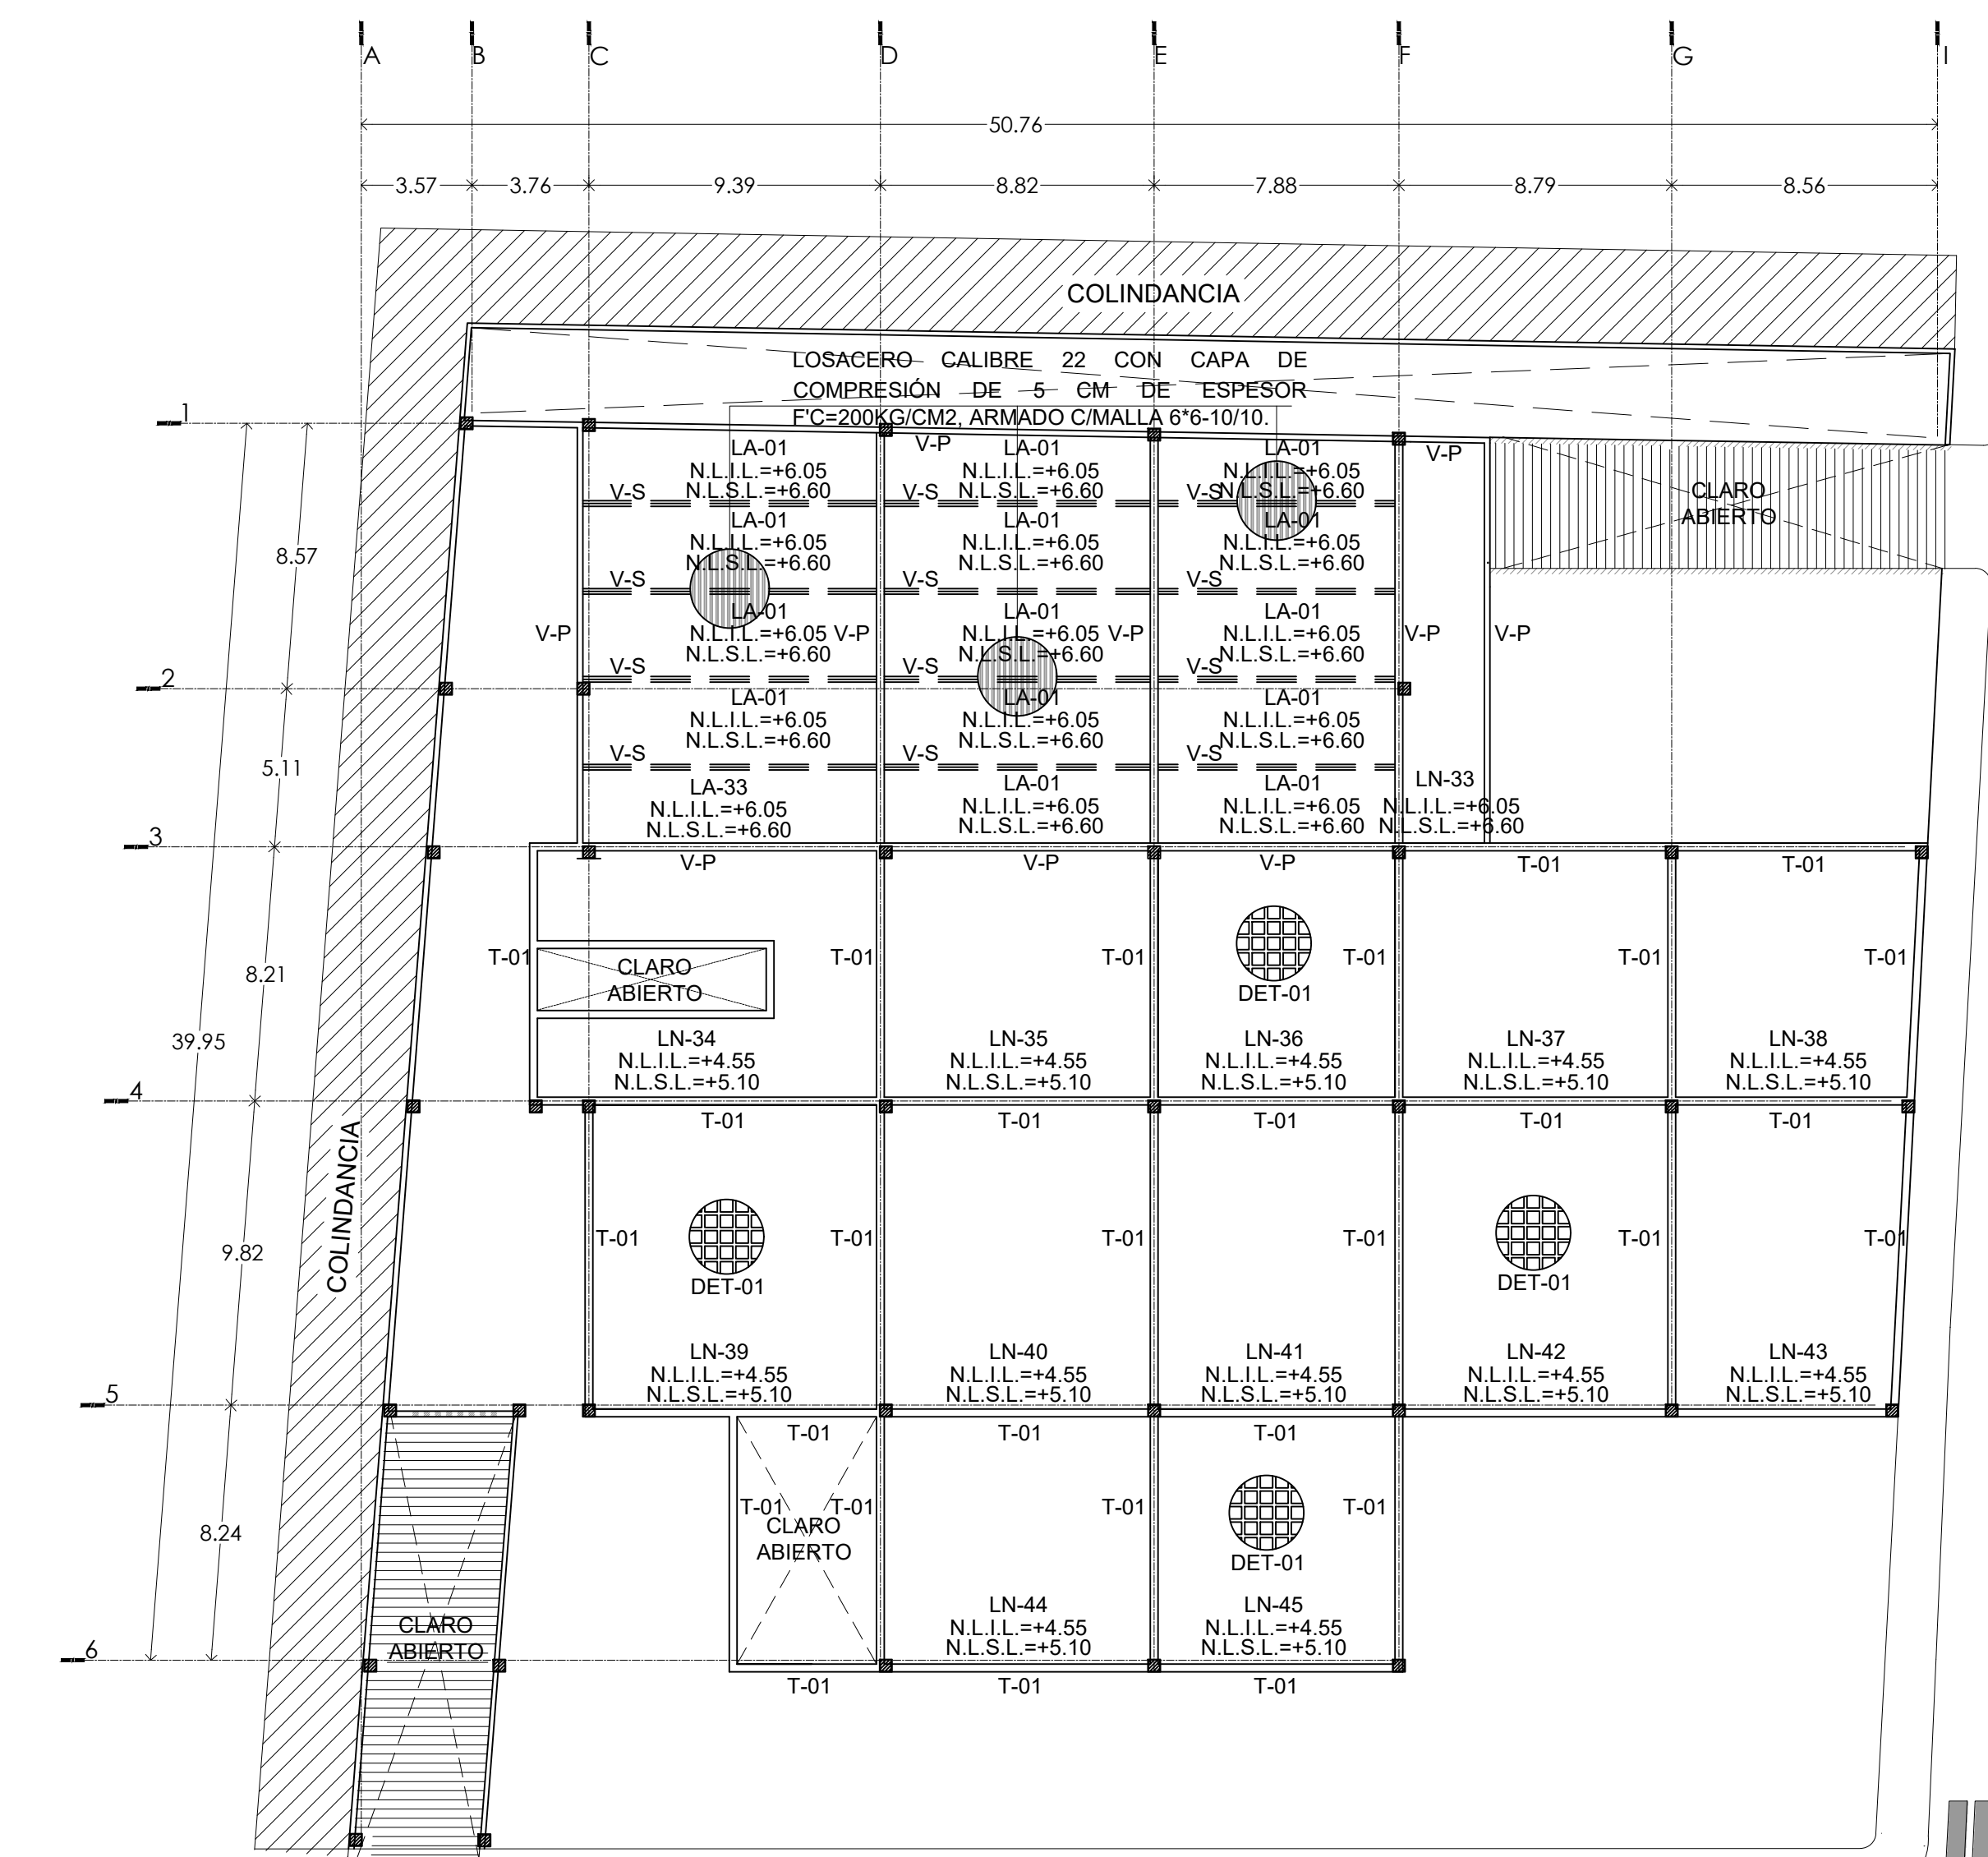 A B C D E F G I
50.76
3.57 3.76 9.39 8.82 7.88 8.79 8.56
COLINDANCIA
LOSACERO CALIBRE 22 CON CAPA DE
COMPRESIÓN DE 5 CM DE ESPESOR
F'C=200KG/CM2, ARMADO C/MALLA 6*6-10/10.
1
V-P
V-P
LA-01 LA-01 LA-01
N.L.I.L.=+6.05 N.L.I.L.=+6.05 N.L.I.L.=+6.05
N.L.S.L.=+6.60 N.L.S.L.=+6.60 N.L.S.L.=+6.60
V-S V-S V-S
CLARO
ABIERTO
LA-01 LA-01 LA-01
N.L.I.L.=+6.05 N.L.I.L.=+6.05 N.L.I.L.=+6.05
N.L.S.L.=+6.60 N.L.S.L.=+6.60 N.L.S.L.=+6.60
8.57
V-S V-S V-S
LA-01 LA-01 LA-01
V-P N.L.I.L.=+6.05 V-P N.L.I.L.=+6.05 V-P N.L.I.L.=+6.05 V-P V-P
N.L.S.L.=+6.60 N.L.S.L.=+6.60 N.L.S.L.=+6.60
V-S V-S V-S
2
LA-01 LA-01 LA-01
N.L.I.L.=+6.05 N.L.I.L.=+6.05 N.L.I.L.=+6.05
N.L.S.L.=+6.60 N.L.S.L.=+6.60 N.L.S.L.=+6.60
V-S V-S V-S
5.11
LA-33 LA-01 LA-01 LN-33
N.L.I.L.=+6.05 N.L.I.L.=+6.05 N.L.I.L.=+6.05 N.L.I.L.=+6.05
N.L.S.L.=+6.60 N.L.S.L.=+6.60 N.L.S.L.=+6.60 N.L.S.L.=+6.60
3
V-P V-P V-P T-01 T-01
T-01 T-01 T-01 T-01 T-01 T-01
CLARO
ABIERTO
DET-01
8.21
39.95
LN-34 LN-35 LN-36 LN-37 LN-38
N.L.I.L.=+4.55 N.L.I.L.=+4.55 N.L.I.L.=+4.55 N.L.I.L.=+4.55 N.L.I.L.=+4.55
N.L.S.L.=+5.10 N.L.S.L.=+5.10 N.L.S.L.=+5.10 N.L.S.L.=+5.10 N.L.S.L.=+5.10
4
T-01 T-01 T-01 T-01 T-01
COLINDANCIA
T-01 T-01 T-01 T-01 T-01 T-01
9.82
DET-01 DET-01
LN-39 LN-40 LN-41 LN-42 LN-43
N.L.I.L.=+4.55 N.L.I.L.=+4.55 N.L.I.L.=+4.55 N.L.I.L.=+4.55 N.L.I.L.=+4.55
N.L.S.L.=+5.10 N.L.S.L.=+5.10 N.L.S.L.=+5.10 N.L.S.L.=+5.10 N.L.S.L.=+5.10
5
T-01 T-01 T-01
T-01 T-01 T-01 T-01
CLARO
ABIERTO
8.24
DET-01
LN-44 LN-45
N.L.I.L.=+4.55 N.L.I.L.=+4.55
N.L.S.L.=+5.10 N.L.S.L.=+5.10
CLARO
ABIERTO
6
T-01 T-01 T-01